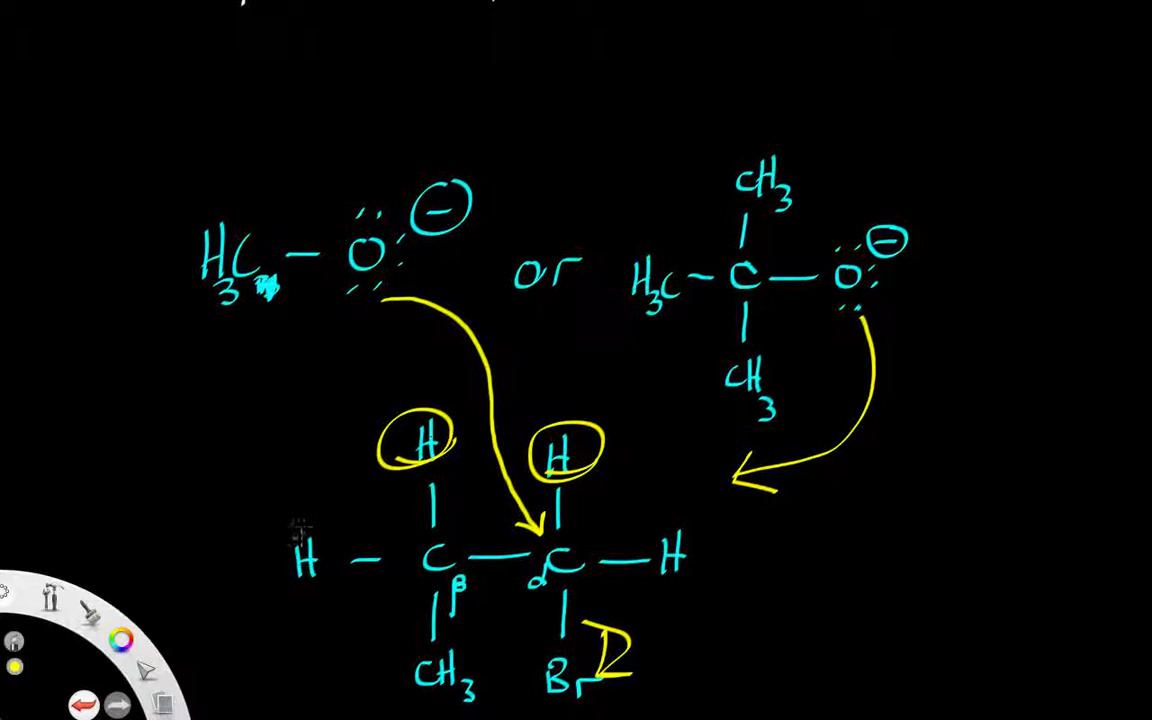 CH3
H3C - O: ⊖ or H3C - C - O: ⊖
CH3
H H
H - C - C - H
β α
CH3 Br